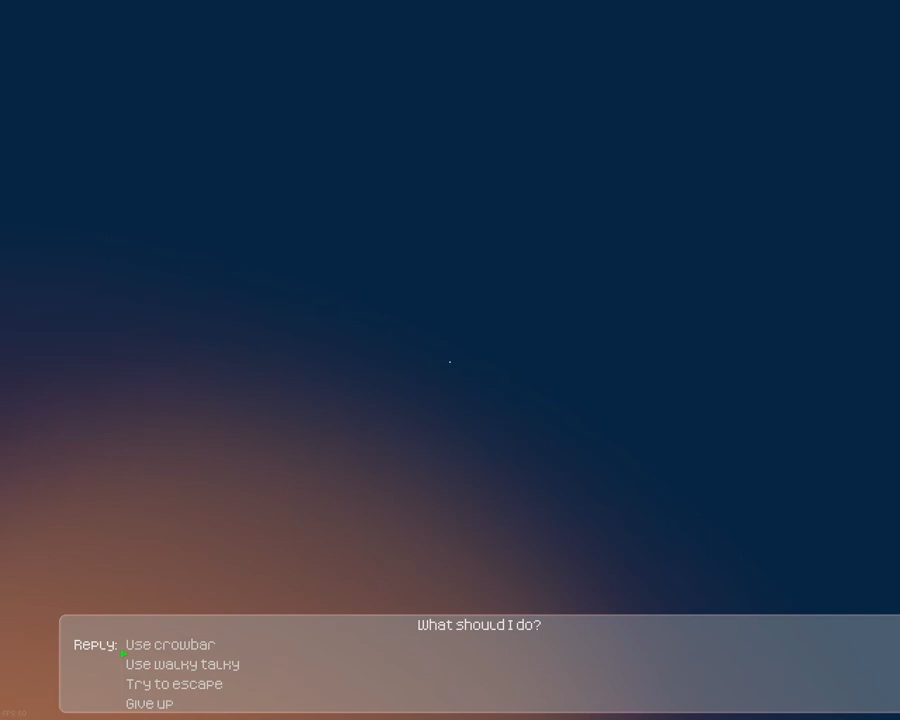 What should I do?
Reply: Use crowbar
Use walky talky
Try to escape
Give up